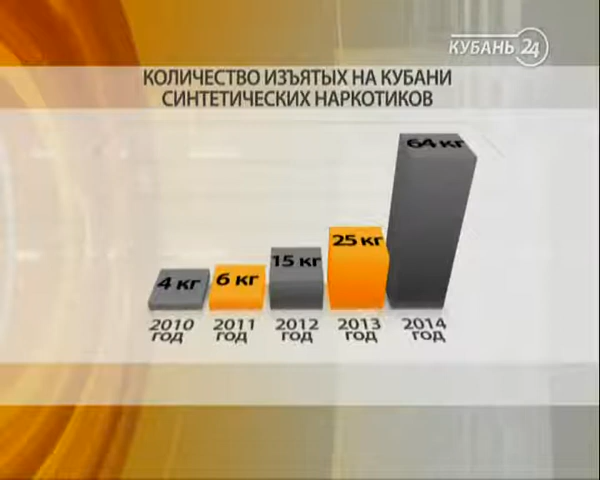 КУБАНЬ 24
КОЛИЧЕСТВО ИЗЪЯТЫХ НА КУБАНИ
СИНТЕТИЧЕСКИХ НАРКОТИКОВ
4 кг
6 кг
15 кг
25 кг
64 кг
2010 2011 2012 2013 2014
ГОД ГОД ГОД ГОД ГОД